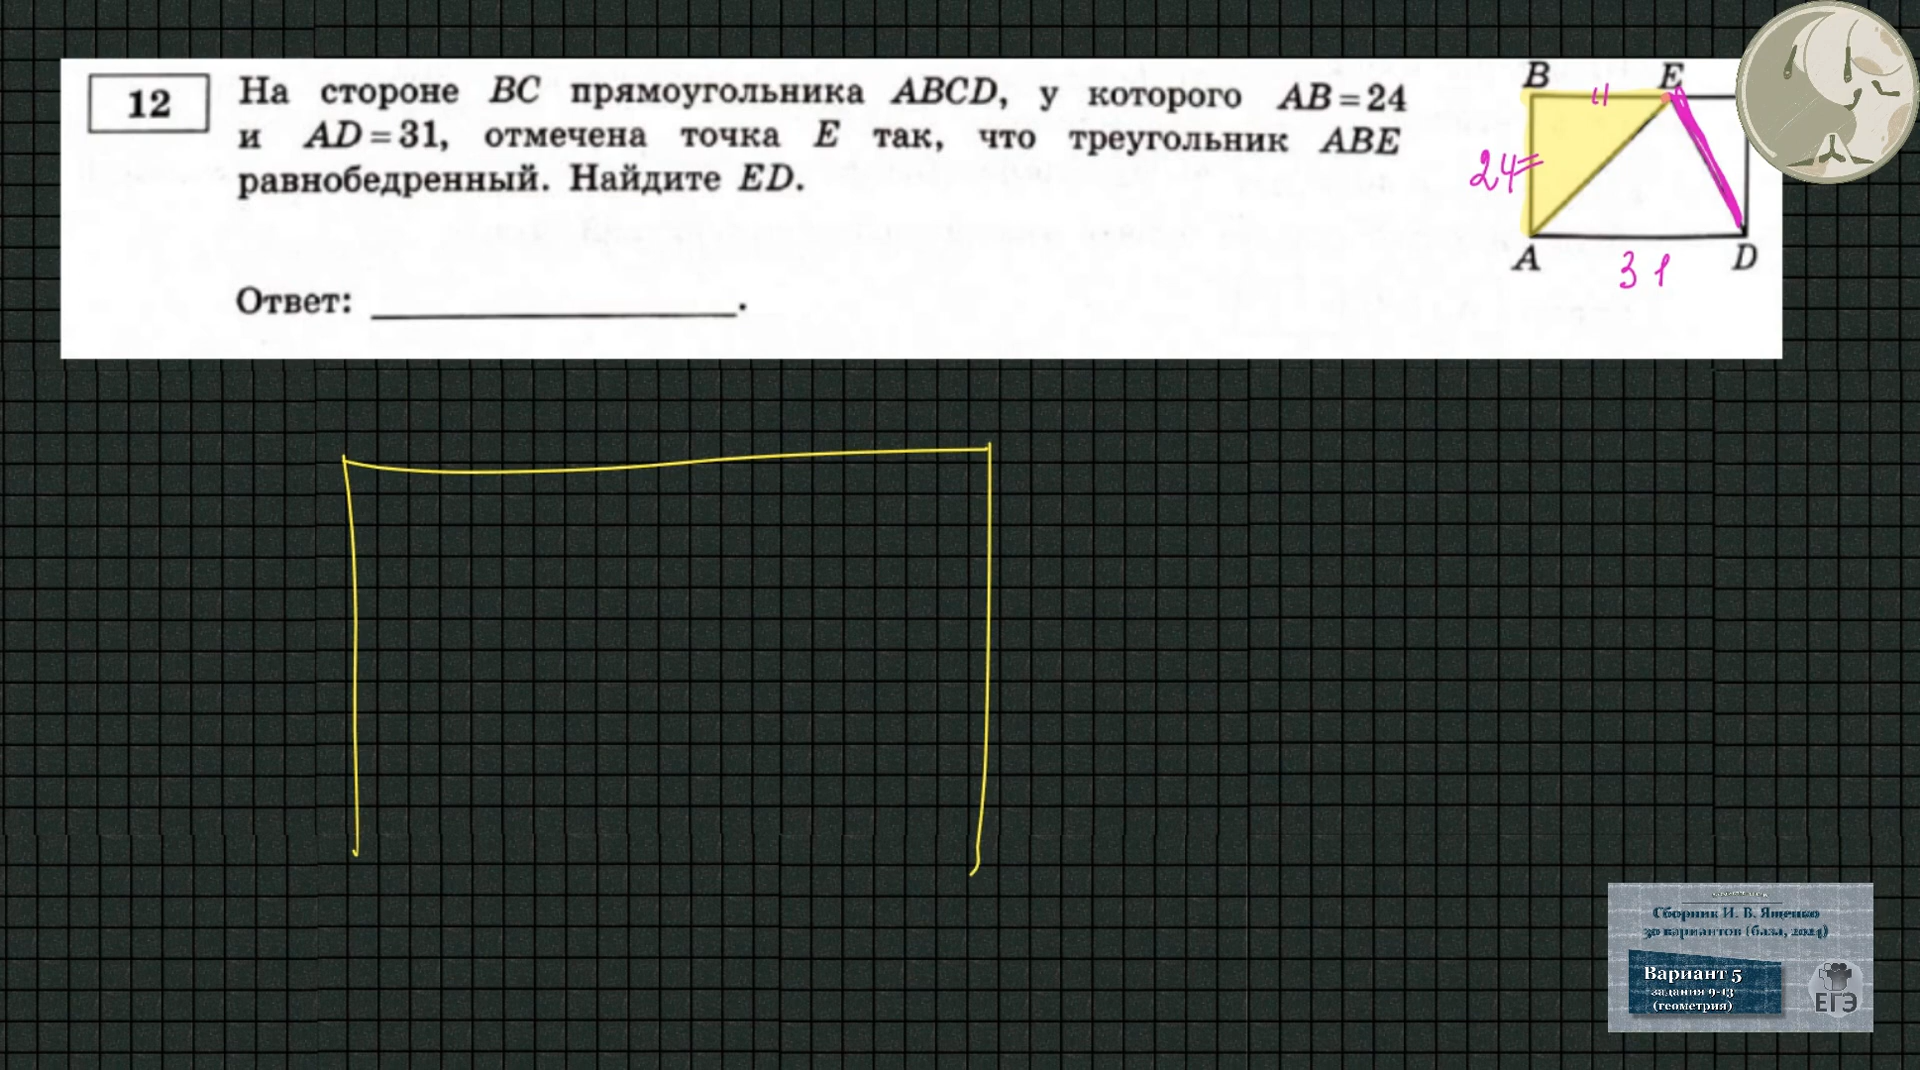 12
На стороне BC прямоугольника ABCD, у которого AB = 24
и AD = 31, отмечена точка E так, что треугольник ABE
равнобедренный. Найдите ED.
Ответ: ____________.
B E
24=
A D
31
Сборник И. В. Ященко
30 вариантов (база, 2024)
Вариант 5
задания 9-13
(геометрия)
ЕГЭ